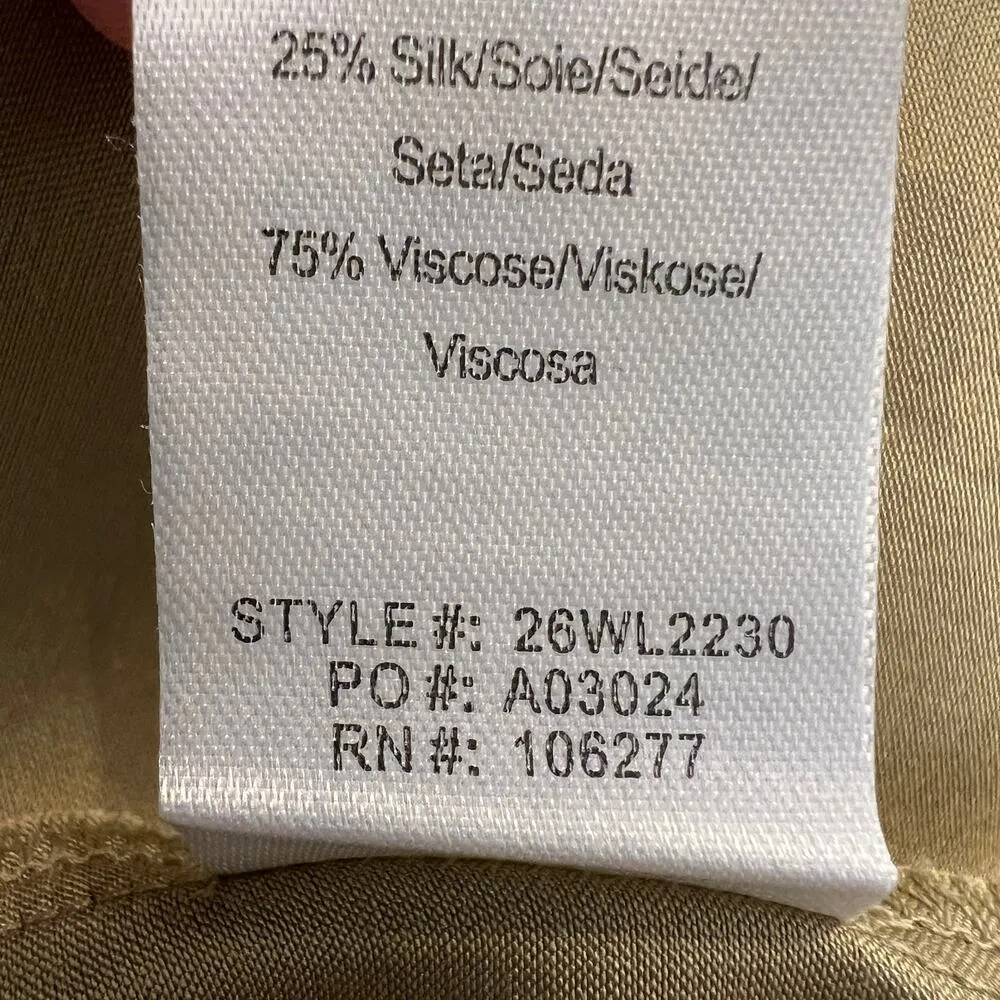 25% Silk/Soie/Seide/
Seta/Seda
75% Viscose/Viskose/
Viscosa
STYLE #: 26WL2230
PO #: A03024
RN #: 106277